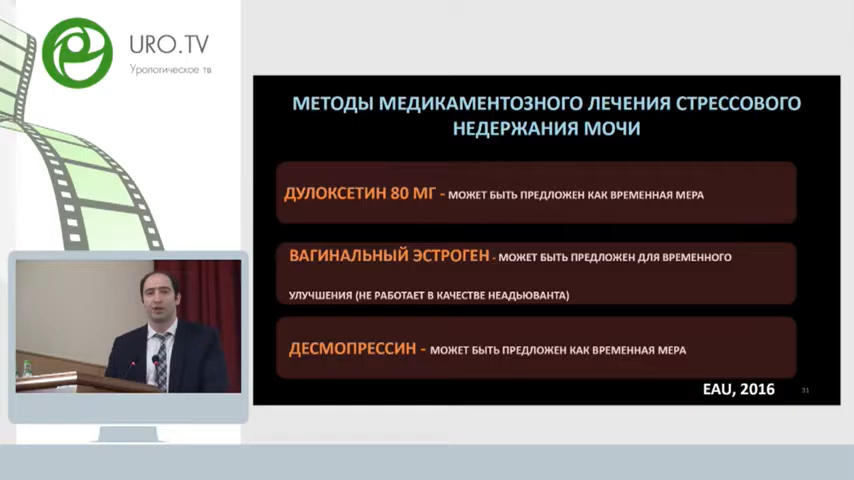 URO.TV
Урологическое тв
МЕТОДЫ МЕДИКАМЕНТОЗНОГО ЛЕЧЕНИЯ СТРЕССОВОГО
НЕДЕРЖАНИЯ МОЧИ
ДУЛОКСЕТИН 80 МГ - МОЖЕТ БЫТЬ ПРЕДЛОЖЕН КАК ВРЕМЕННАЯ МЕРА
ВАГИНАЛЬНЫЙ ЭСТРОГЕН - МОЖЕТ БЫТЬ ПРЕДЛОЖЕН ДЛЯ ВРЕМЕННОГО
УЛУЧШЕНИЯ (НЕ РАБОТАЕТ В КАЧЕСТВЕ НЕАДЬЮВАНТА)
ДЕСМОПРЕССИН - МОЖЕТ БЫТЬ ПРЕДЛОЖЕН КАК ВРЕМЕННАЯ МЕРА
EAU, 2016
31